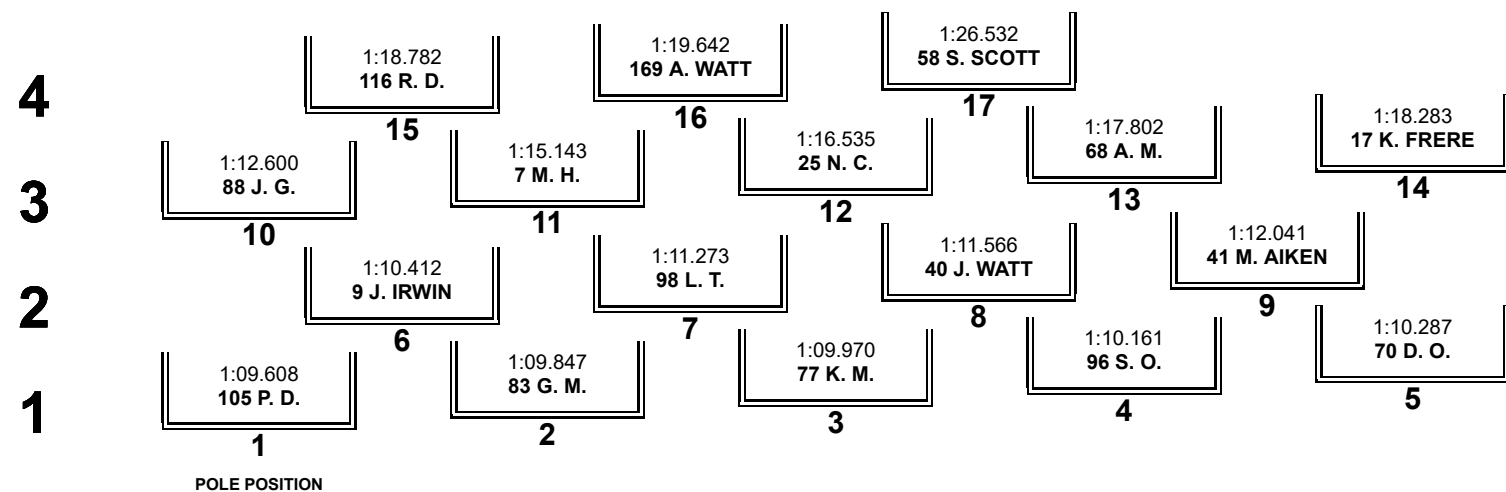 4
1:18.782
116 R. D.
15
1:19.642
169 A. WATT
16
1:26.532
58 S. SCOTT
17
3
1:12.600
88 J. G.
10
1:15.143
7 M. H.
11
1:16.535
25 N. C.
12
1:17.802
68 A. M.
13
1:18.283
17 K. FRERE
14
2
1:10.412
9 J. IRWIN
6
1:11.273
98 L. T.
7
1:11.566
40 J. WATT
8
1:12.041
41 M. AIKEN
9
1
1:09.608
105 P. D.
1
1:09.847
83 G. M.
2
1:09.970
77 K. M.
3
1:10.161
96 S. O.
4
1:10.287
70 D. O.
5
POLE POSITION